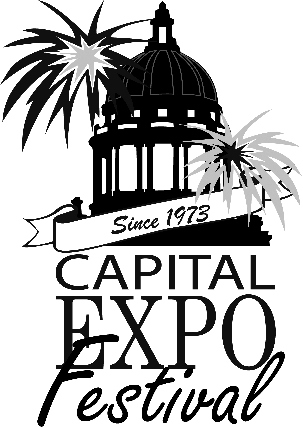 Since 1973
CAPITAL
EXPO
Festival